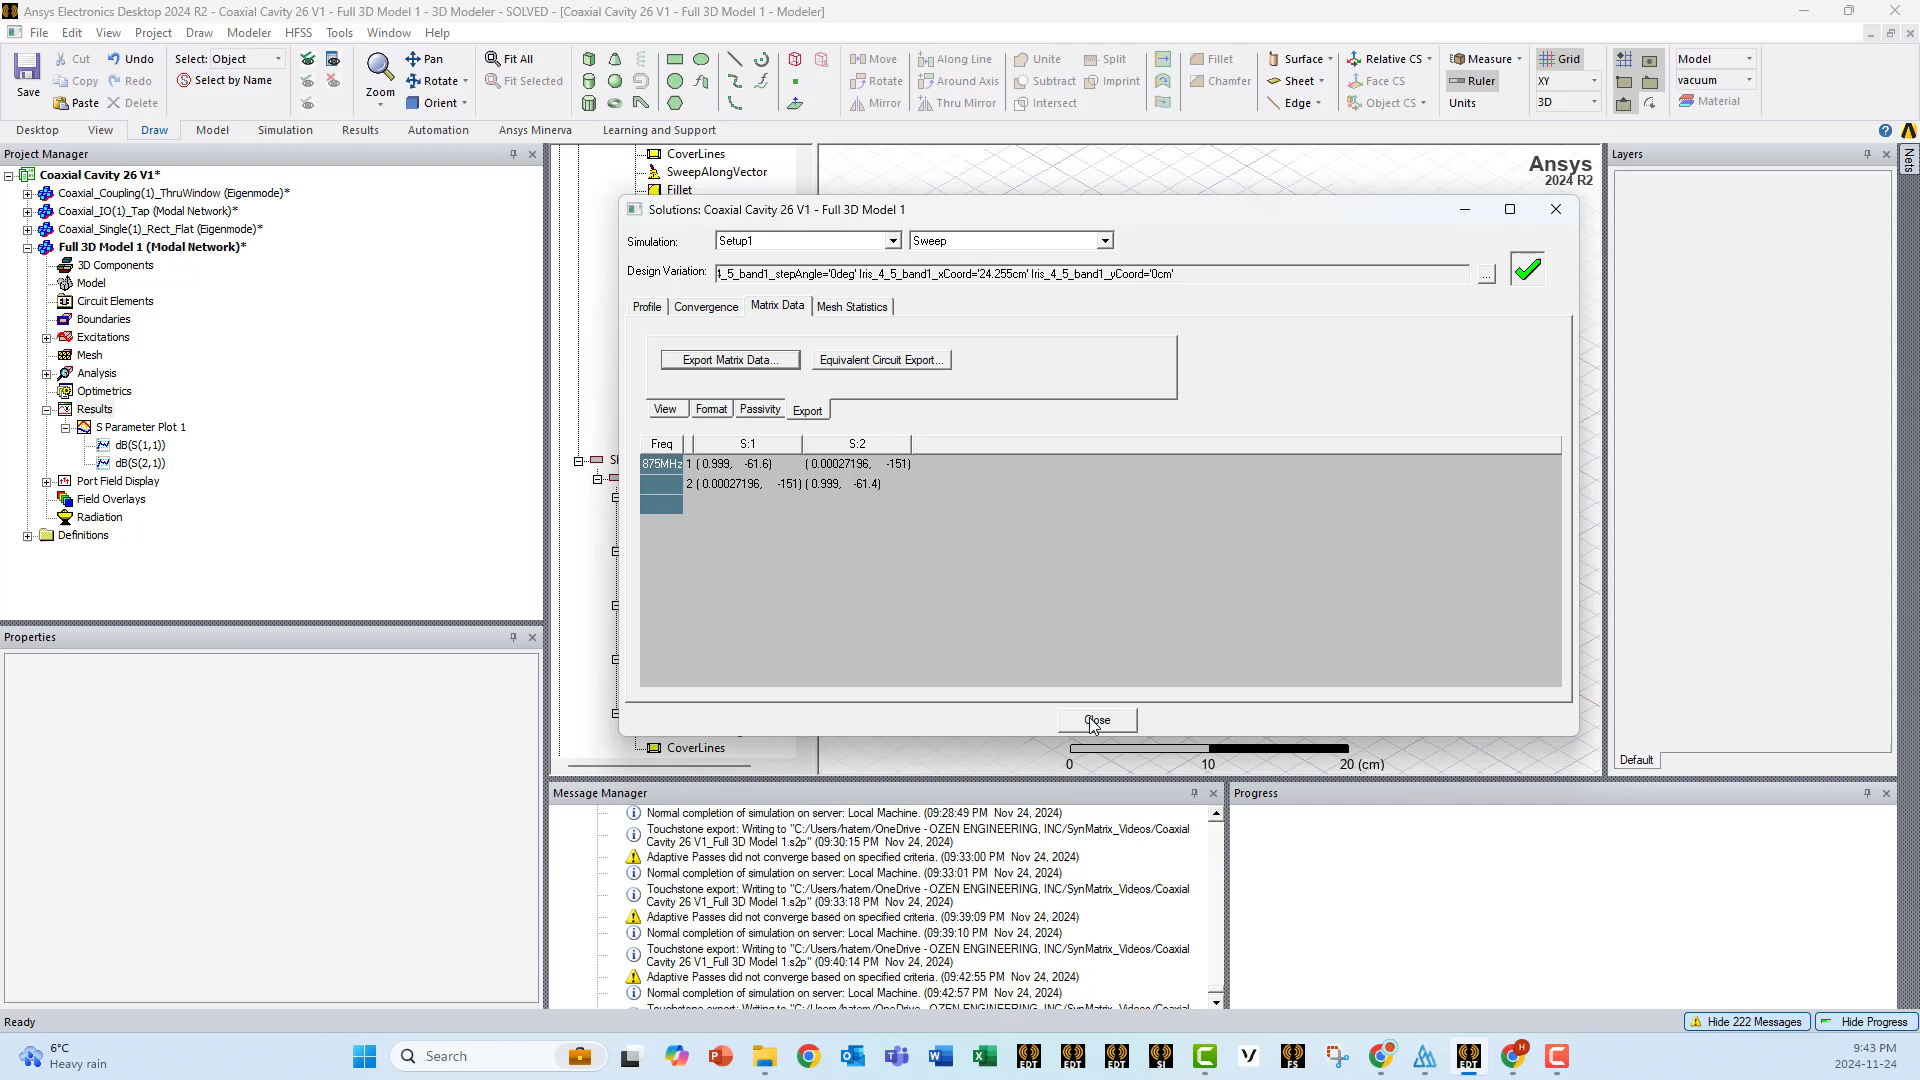 Ansys Electronics Desktop 2024 R2 - Coaxial Cavity 26 V1 - Full 3D Model 1 - 3D Modeler - SOLVED - [Coaxial Cavity 26 V1 - Full 3D Model 1 - Modeler]
File Edit View Project Draw Modeler HFSS Tools Window Help
Save Cut Copy Paste Undo Redo Delete Select: Object Select by Name Zoom Pan Rotate Orient Fit All Fit Selected
Move Rotate Mirror Along Line Around Axis Thru Mirror Unite Subtract Intersect Split Imprint Fillet Chamfer
Surface Sheet Edge Relative CS Face CS Object CS Measure Ruler Units Grid XY 3D Model vacuum Material
Desktop View Draw Model Simulation Results Automation Ansys Minerva Learning and Support
Project Manager
Coaxial Cavity 26 V1*
Coaxial_Coupling(1)_ThruWindow (Eigenmode)*
Coaxial_IO(1)_Tap (Modal Network)*
Coaxial_Single(1)_Rect_Flat (Eigenmode)*
Full 3D Model 1 (Modal Network)*
3D Components
Model
Circuit Elements
Boundaries
Excitations
Mesh
Analysis
Optimetrics
Results
S Parameter Plot 1
dB(S(1,1))
dB(S(2,1))
Port Field Display
Field Overlays
Radiation
Definitions
Properties
CoverLines
SweepAlongVector
Fillet
CoverLines
Ansys
2024 R2
Solutions: Coaxial Cavity 26 V1 - Full 3D Model 1
Simulation: Setup1 Sweep
Design Variation: _5_band1_stepAngle='0deg' Iris_4_5_band1_xCoord='24.255cm' Iris_4_5_band1_yCoord='0cm' ...
Profile Convergence Matrix Data Mesh Statistics
Export Matrix Data... Equivalent Circuit Export...
View Format Passivity Export
Freq S:1 S:2
875MHz 1 ( 0.999, -61.6) ( 0.00027196, -151)
2 ( 0.00027196, -151) ( 0.999, -61.4)
Close
0 10 20 (cm)
Layers
Nets
Default
Message Manager
Normal completion of simulation on server: Local Machine. (09:28:49 PM Nov 24, 2024)
Touchstone export: Writing to "C:/Users/hatem/OneDrive - OZEN ENGINEERING, INC/SynMatrix_Videos/Coaxial
Cavity 26 V1_Full 3D Model 1.s2p" (09:30:15 PM Nov 24, 2024)
Adaptive Passes did not converge based on specified criteria. (09:33:00 PM Nov 24, 2024)
Normal completion of simulation on server: Local Machine. (09:33:01 PM Nov 24, 2024)
Touchstone export: Writing to "C:/Users/hatem/OneDrive - OZEN ENGINEERING, INC/SynMatrix_Videos/Coaxial
Cavity 26 V1_Full 3D Model 1.s2p" (09:33:18 PM Nov 24, 2024)
Adaptive Passes did not converge based on specified criteria. (09:39:09 PM Nov 24, 2024)
Normal completion of simulation on server: Local Machine. (09:39:10 PM Nov 24, 2024)
Touchstone export: Writing to "C:/Users/hatem/OneDrive - OZEN ENGINEERING, INC/SynMatrix_Videos/Coaxial
Cavity 26 V1_Full 3D Model 1.s2p" (09:40:14 PM Nov 24, 2024)
Adaptive Passes did not converge based on specified criteria. (09:42:55 PM Nov 24, 2024)
Normal completion of simulation on server: Local Machine. (09:42:57 PM Nov 24, 2024)
Progress
Ready
Hide 222 Messages Hide Progress
6°C
Heavy rain
Search
9:43 PM
2024-11-24